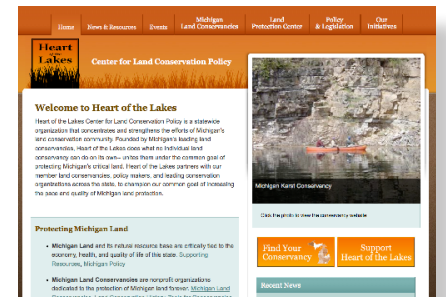 Home News & Resources Events Michigan Land Conservancies Land Protection Center Policy & Legislation Our Initiatives
Heart of the Lakes
Center for Land Conservation Policy
Welcome to Heart of the Lakes
Heart of the Lakes Center for Land Conservation Policy is a statewide
organization that concentrates and strengthens the efforts of Michigan's
land conservation community. Founded by Michigan's leading land
conservancies, Heart of the Lakes does what no individual land
conservancy can do on its own-- unites them under the common goal of
protecting Michigan's critical land. Heart of the Lakes partners with our
member land conservancies, policy makers, and leading conservation
organizations across the state, to champion our common goal of increasing
the pace and quality of Michigan land protection.
Michigan Karst Conservancy
Click the photo to view the conservancy website
Protecting Michigan Land
• Michigan Land and its natural resource base are critically tied to the
economy, health, and quality of life of this state. Supporting
Resources, Michigan Policy
• Michigan Land Conservancies are nonprofit organizations
dedicated to the protection of Michigan land forever. Michigan Land
Find Your Conservancy
Support Heart of the Lakes
Recent News